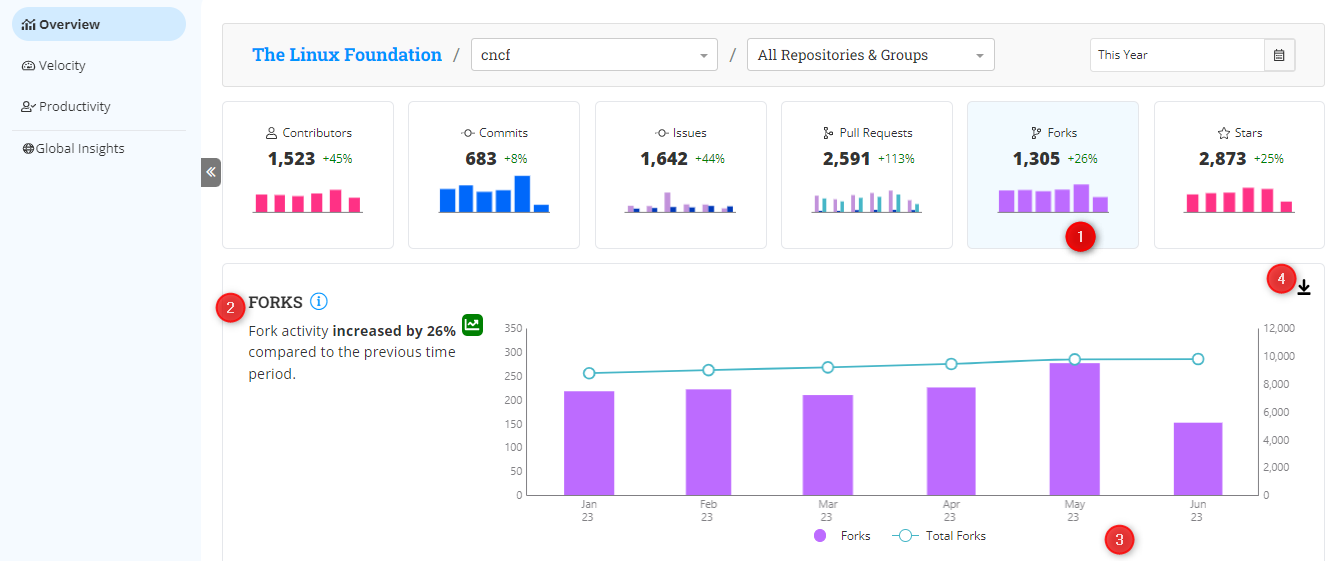 Overview
Velocity
Productivity
Global Insights
The Linux Foundation / cncf / All Repositories & Groups This Year
Contributors
1,523 +45%
Commits
683 +8%
Issues
1,642 +44%
Pull Requests
2,591 +113%
Forks
1,305 +26%
1
Stars
2,873 +25%
2
FORKS
Fork activity increased by 26%
compared to the previous time
period.
4
350
300
250
200
150
100
50
0
12,000
10,000
8,000
6,000
4,000
2,000
0
Jan
23
Feb
23
Mar
23
Apr
23
May
23
Jun
23
Forks Total Forks
3